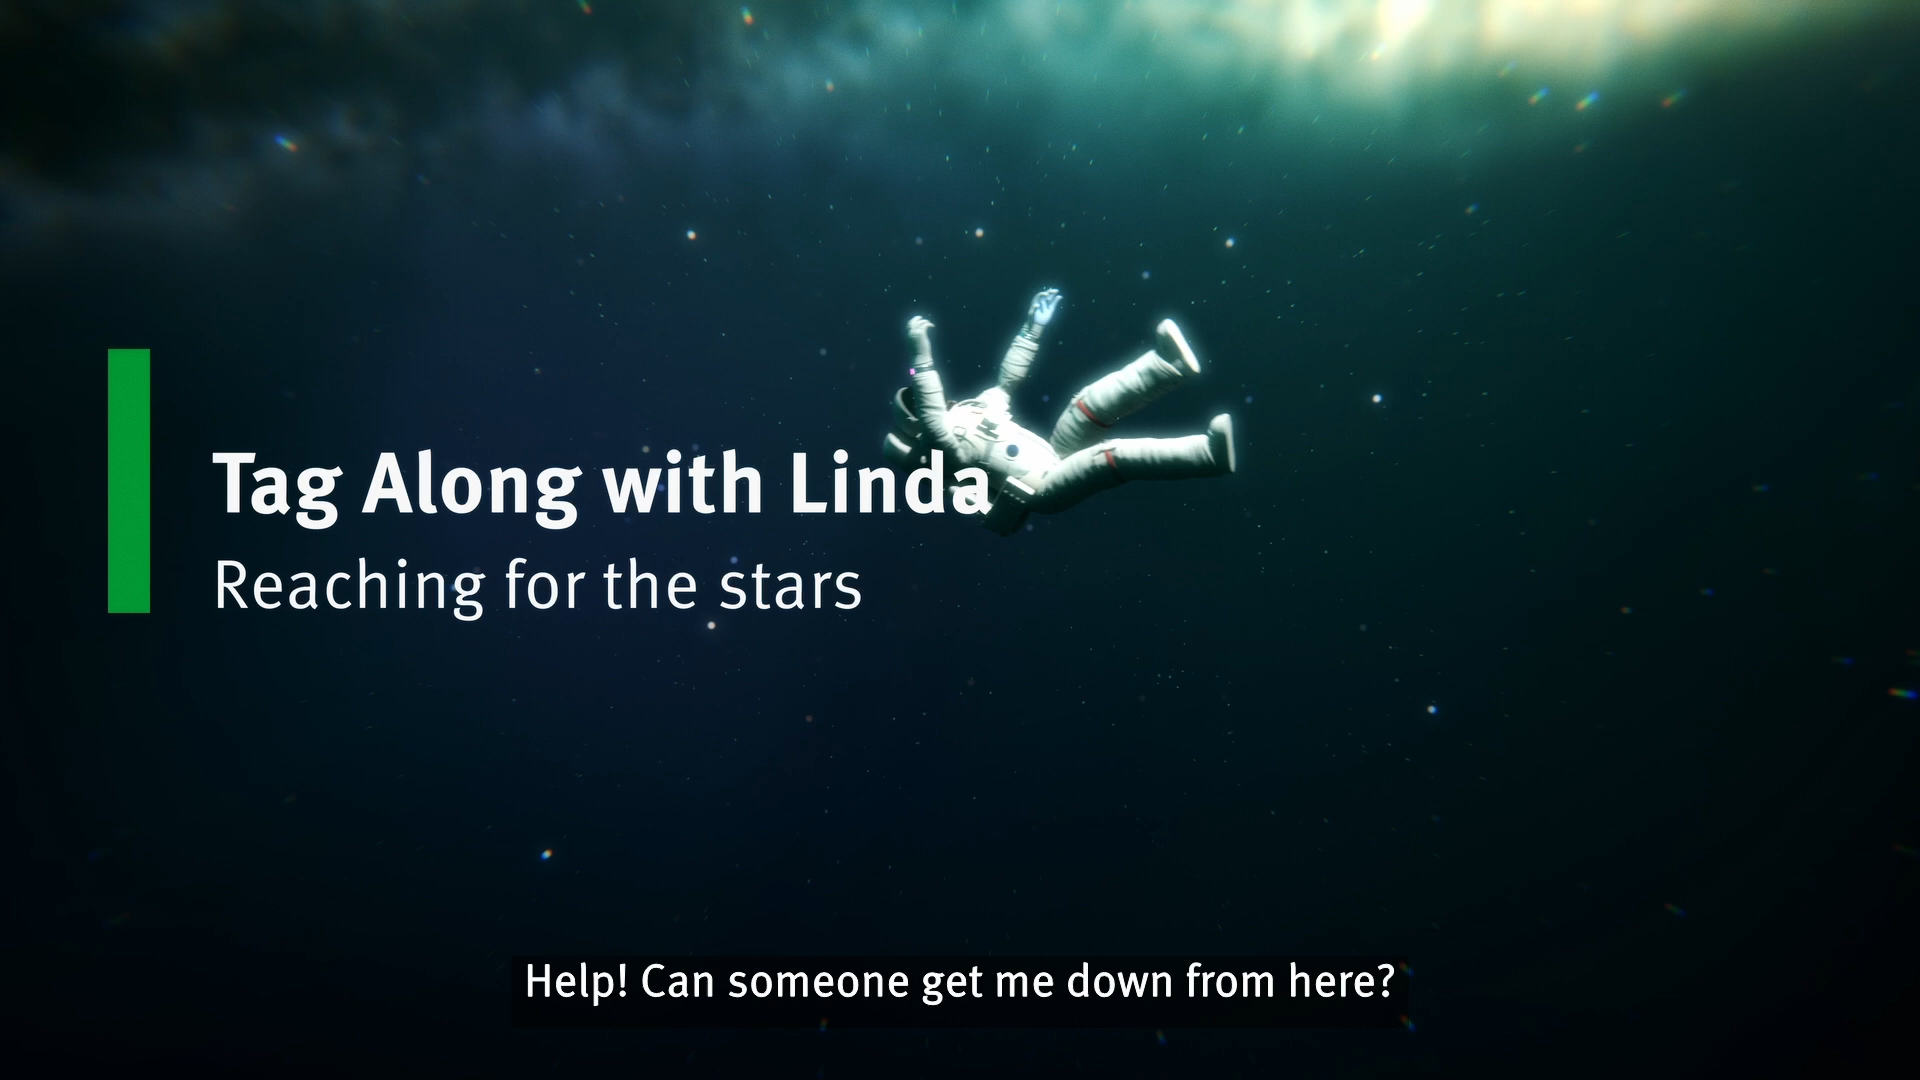 Tag Along with Linda
Reaching for the stars
Help! Can someone get me down from here?